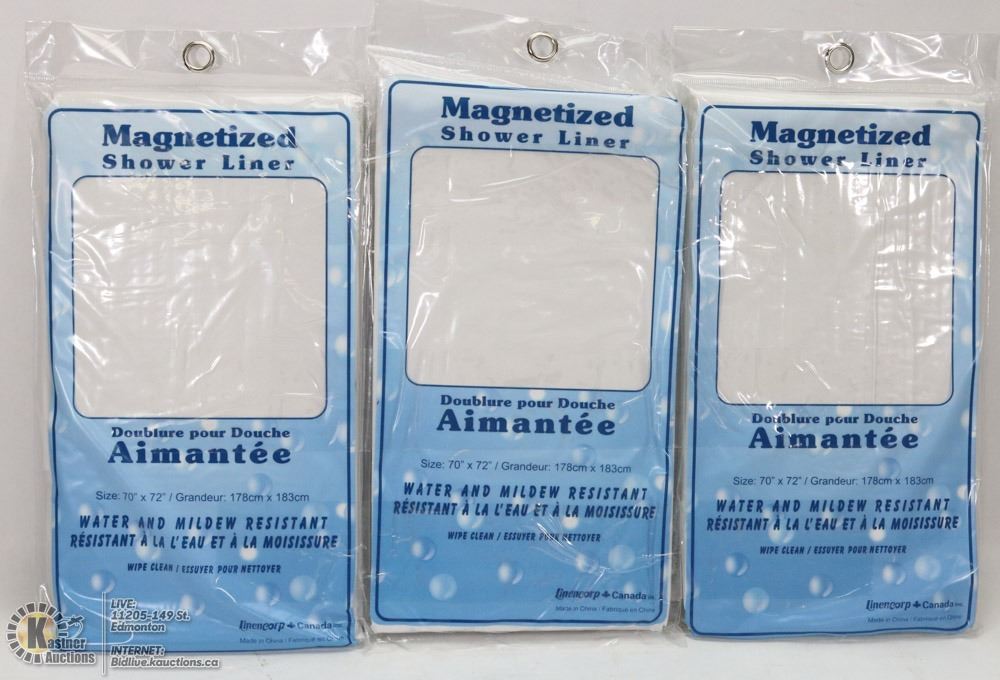 Magnetized
Shower Liner
Doublure pour Douche
Aimantée
Size: 70" x 72" / Grandeur: 178cm x 183cm
WATER AND MILDEW RESISTANT
RÉSISTANT À LA L'EAU ET À LA MOISISSURE
WIPE CLEAN / ESSUYER POUR NETTOYER
Linencorp Canada Inc.
Made in China / Fabriqué en Chine
Magnetized
Shower Liner
Doublure pour Douche
Aimantée
Size: 70" x 72" / Grandeur: 178cm x 183cm
WATER AND MILDEW RESISTANT
RÉSISTANT À LA L'EAU ET À LA MOISISSURE
WIPE CLEAN / ESSUYER POUR NETTOYER
Linencorp Canada Inc.
Made in China / Fabriqué en Chine
Magnetized
Shower Liner
Doublure pour Douche
Aimantée
Size: 70" x 72" / Grandeur: 178cm x 183cm
WATER AND MILDEW RESISTANT
RÉSISTANT À LA L'EAU ET À LA MOISISSURE
WIPE CLEAN / ESSUYER POUR NETTOYER
Linencorp Canada Inc.
Made in China / Fabriqué en Chine
K
Kastner
Auctions
LIVE:
11205-149 St.
Edmonton
INTERNET:
Bidlive.kauctions.ca